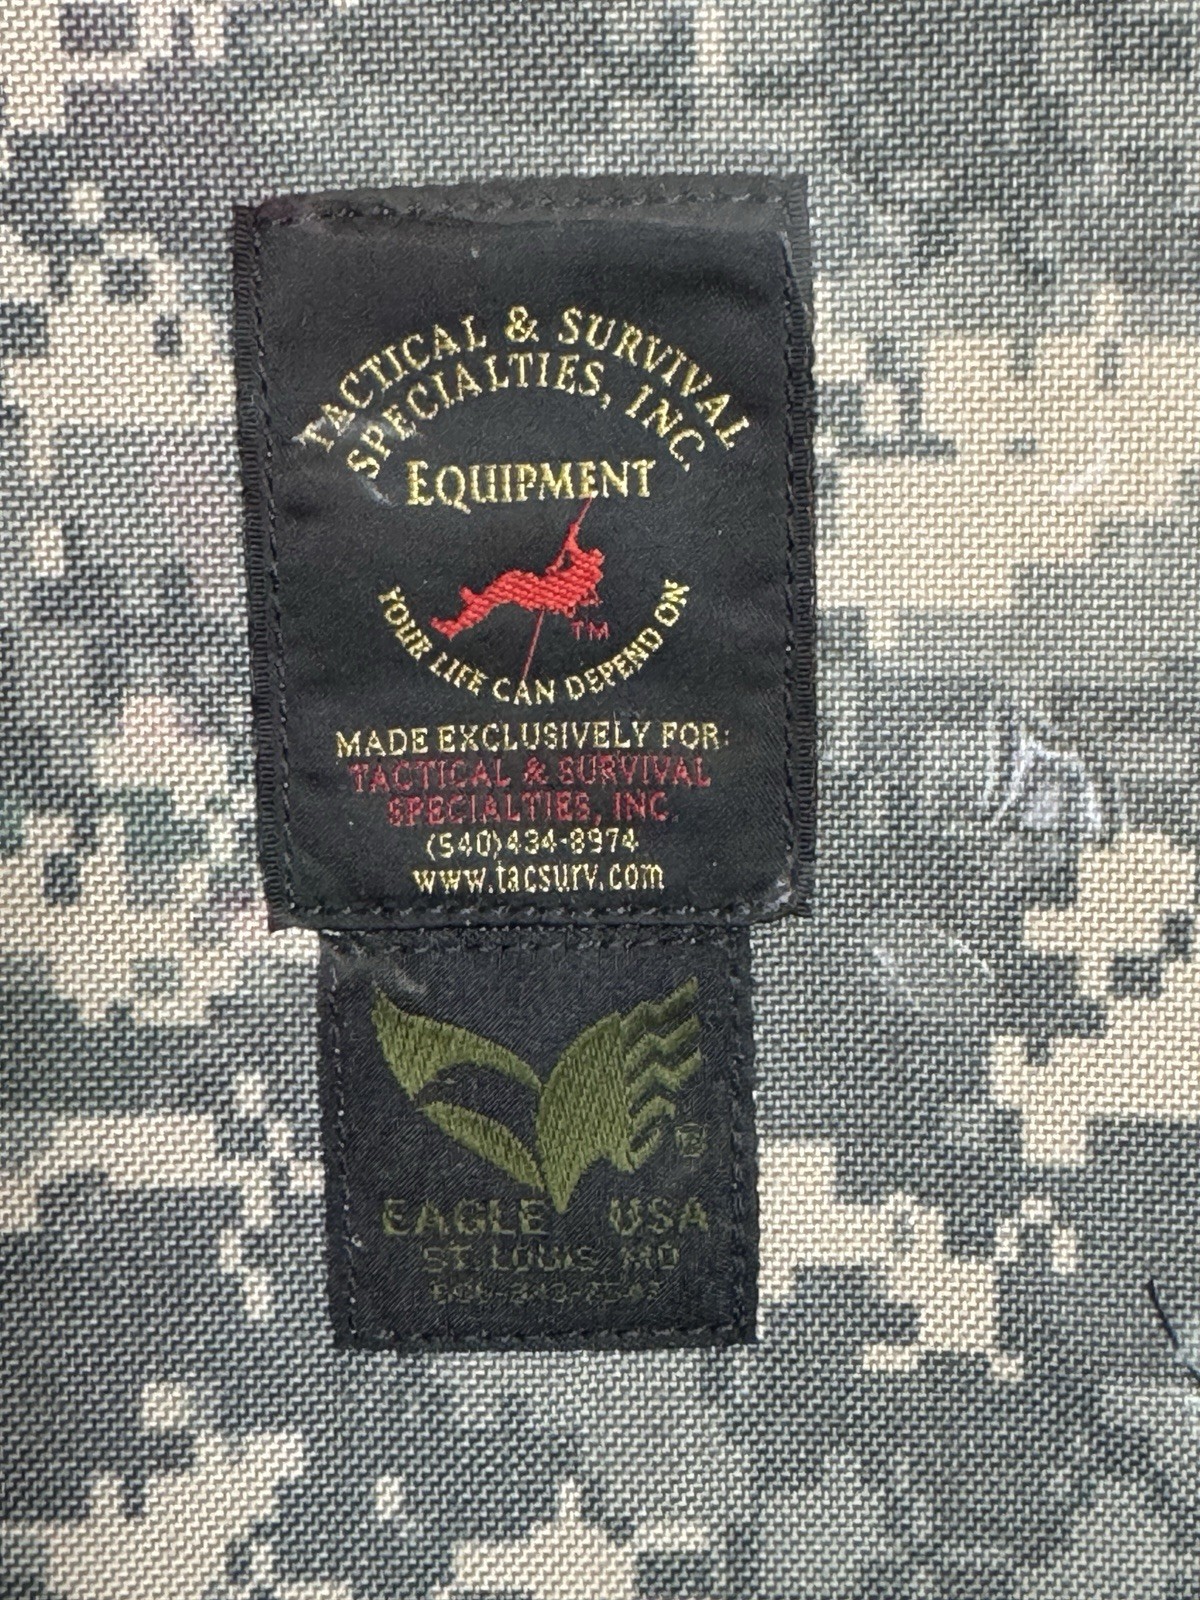 TACTICAL & SURVIVAL
SPECIALTIES, INC.
EQUIPMENT
TM
YOUR LIFE CAN DEPEND ON
MADE EXCLUSIVELY FOR:
TACTICAL & SURVIVAL
SPECIALTIES, INC.
(540)434-8974
www.tacsurv.com
®
EAGLE USA
ST. LOUIS, MO